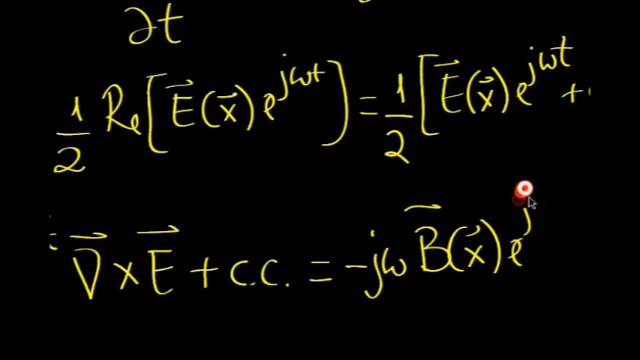 ∂t
1/2 Re[E⃗(x⃗)e^{jωt}] = 1/2 [E⃗(x⃗)e^{jωt} +
= ∇⃗ x E⃗ + c.c. = -jω B⃗(x⃗) e^{j